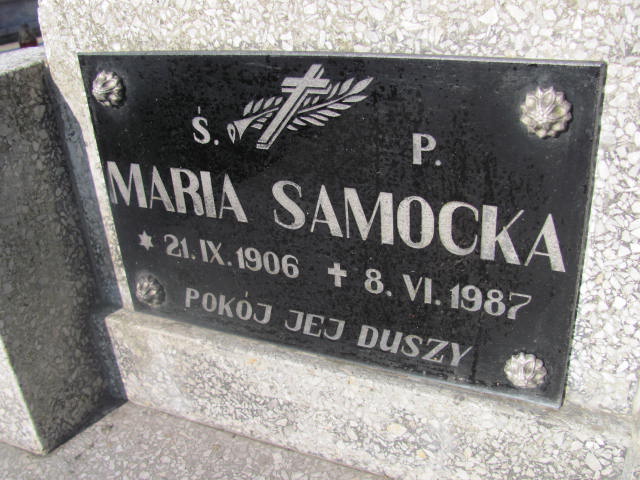 Ś. P.
MARIA SAMOCKA
* 21. IX. 1906 + 8. VI. 1987
POKÓJ JEJ DUSZY